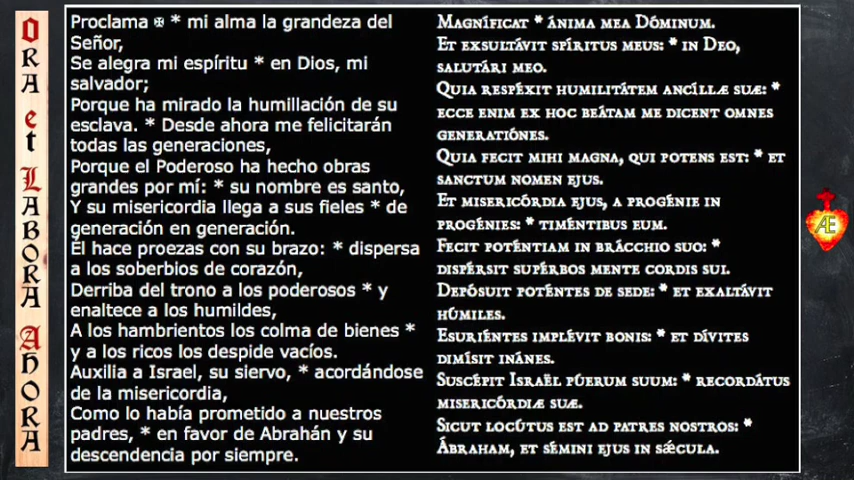 Ora et Labora Ahora
Proclama ✠ * mi alma la grandeza del
Señor,
Se alegra mi espíritu * en Dios, mi
salvador;
Porque ha mirado la humillación de su
esclava. * Desde ahora me felicitarán
todas las generaciones,
Porque el Poderoso ha hecho obras
grandes por mí: * su nombre es santo,
Y su misericordia llega a sus fieles * de
generación en generación.
Él hace proezas con su brazo: * dispersa
a los soberbios de corazón,
Derriba del trono a los poderosos * y
enaltece a los humildes,
A los hambrientos los colma de bienes *
y a los ricos los despide vacíos.
Auxilia a Israel, su siervo, * acordándose
de la misericordia,
Como lo había prometido a nuestros
padres, * en favor de Abrahán y su
descendencia por siempre.
Magníficat * ánima mea Dóminum.
Et exsultávit spíritus meus: * in Deo,
salutári meo.
Quia respéxit humilitátem ancíllæ suæ: *
ecce enim ex hoc beátam me dicent omnes
generatiónes.
Quia fecit mihi magna, qui potens est: * et
sanctum nomen ejus.
Et misericórdia ejus, a progénie in
progénies: * timéntibus eum.
Fecit poténtiam in brácchio suo: *
dispérsit supérbos mente cordis sui.
Depósuit poténtes de sede: * et exaltávit
húmiles.
Esuriéntes implévit bonis: * et dívites
dimísit inánes.
Suscépit Israël púerum suum: * recordátus
misericórdiæ suæ.
Sicut locútus est ad patres nostros: *
Ábraham, et sémini ejus in sǽcula.
Æ